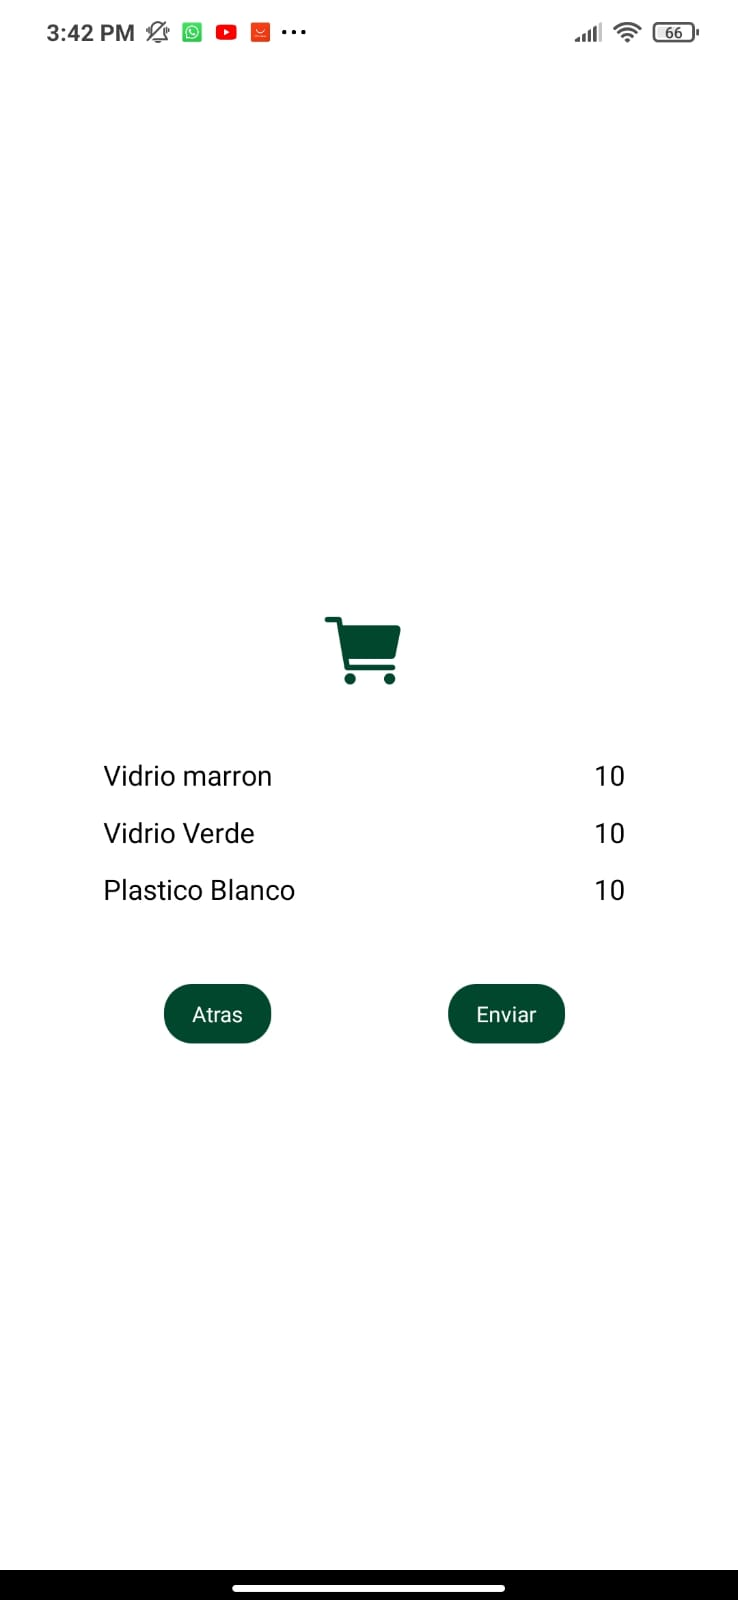 3:42 PM 66
Vidrio marron 10
Vidrio Verde 10
Plastico Blanco 10
Atras Enviar